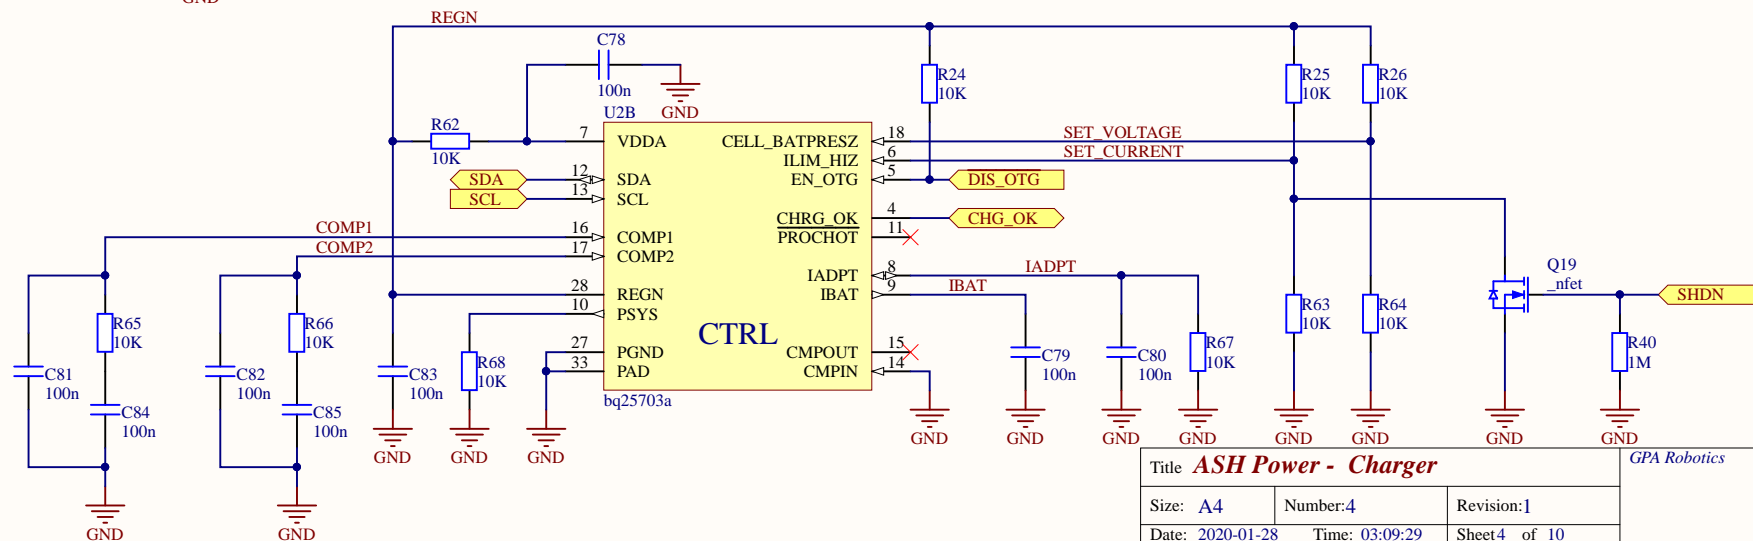 GND
REGN
C78
100n
GND
R24
10K
R25
10K
R26
10K
U2B
R62
10K
7 VDDA
CELL_BATPRESZ 18
SET_VOLTAGE
ILIM_HIZ 6
SET_CURRENT
SDA 12 SDA
EN_OTG 5 DIS_OTG
SCL 13 SCL
CHRG_OK 4 CHG_OK
COMP1 16 COMP1
PROCHOT 11
COMP2 17 COMP2
IADPT 8 IADPT
28 REGN
IBAT 9 IBAT
10 PSYS
CTRL
27 PGND
CMPOUT 15
33 PAD
CMPIN 14
bq25703a
Q19
_nfet
SHDN
R65
10K
R66
10K
R63
10K
R64
10K
R40
1M
C81
100n
C82
100n
C83
100n
R68
10K
C79
100n
C80
100n
R67
10K
C84
100n
C85
100n
GND
GND
GND
GND
GND
GND
GND
GND
GND
GND
GND
GND
GND
Title ASH Power - Charger
GPA Robotics
Size: A4 Number:4 Revision:1
Date: 2020-01-28 Time: 03:09:29 Sheet4 of 10